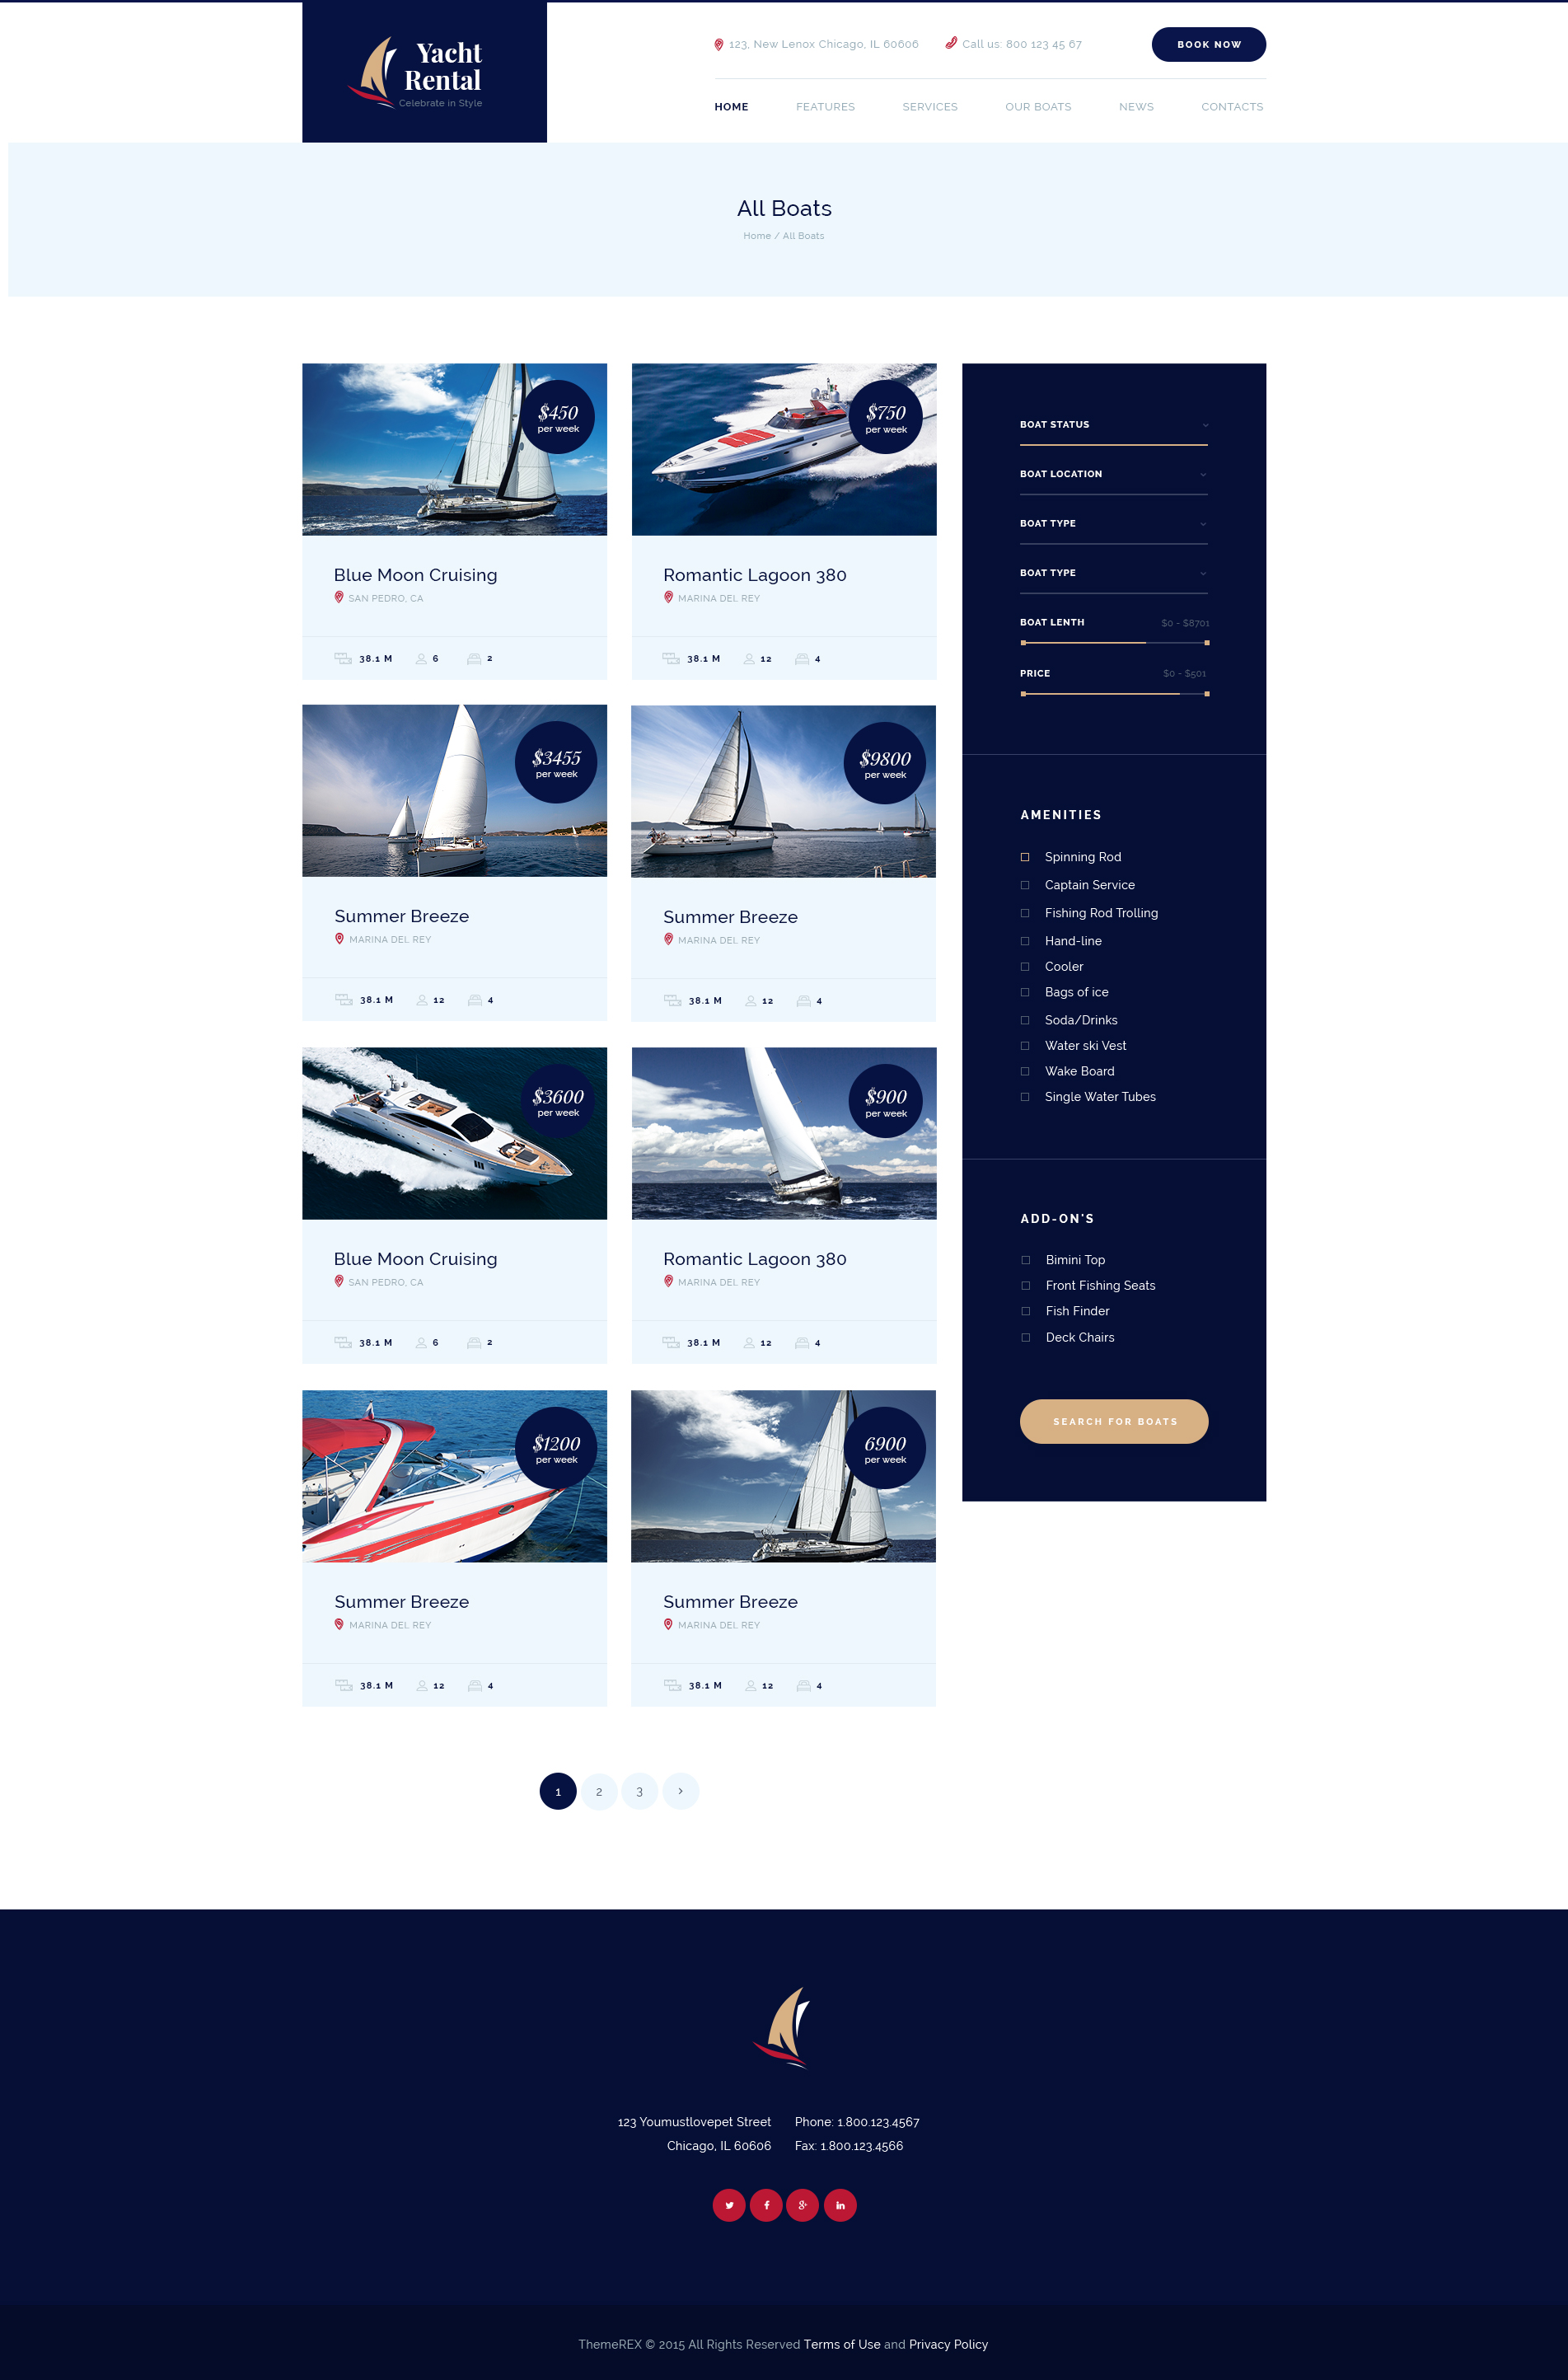 Yacht
Rental
Celebrate in Style
123, New Lenox Chicago, IL 60606
Call us: 800 123 45 67
BOOK NOW
HOME
FEATURES
SERVICES
OUR BOATS
NEWS
CONTACTS
All Boats
Home / All Boats
$450
per week
Blue Moon Cruising
SAN PEDRO, CA
38.1 M
6
2
$750
per week
Romantic Lagoon 380
MARINA DEL REY
38.1 M
12
4
$3455
per week
Summer Breeze
MARINA DEL REY
38.1 M
12
4
$9800
per week
Summer Breeze
MARINA DEL REY
38.1 M
12
4
$3600
per week
Blue Moon Cruising
SAN PEDRO, CA
38.1 M
6
2
$900
per week
Romantic Lagoon 380
MARINA DEL REY
38.1 M
12
4
$1200
per week
Summer Breeze
MARINA DEL REY
38.1 M
12
4
6900
per week
Summer Breeze
MARINA DEL REY
38.1 M
12
4
BOAT STATUS
BOAT LOCATION
BOAT TYPE
BOAT TYPE
BOAT LENTH
$0 - $8701
PRICE
$0 - $501
AMENITIES
Spinning Rod
Captain Service
Fishing Rod Trolling
Hand-line
Cooler
Bags of ice
Soda/Drinks
Water ski Vest
Wake Board
Single Water Tubes
ADD-ON'S
Bimini Top
Front Fishing Seats
Fish Finder
Deck Chairs
SEARCH FOR BOATS
1
2
3
123 Youmustlovepet Street
Chicago, IL 60606
Phone: 1.800.123.4567
Fax: 1.800.123.4566
ThemeREX © 2015 All Rights Reserved Terms of Use and Privacy Policy